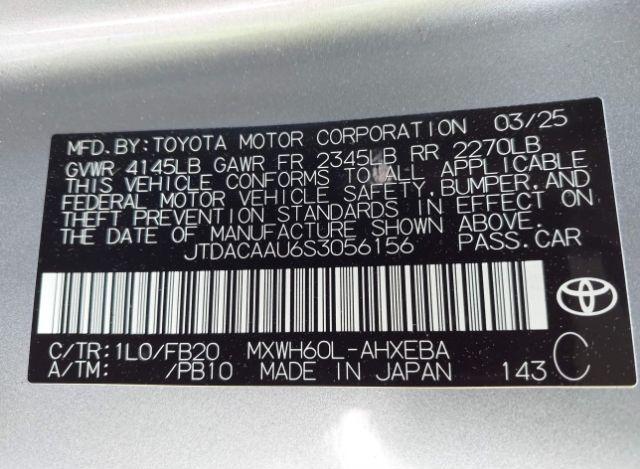 MFD.BY:TOYOTA MOTOR CORPORATION 03/25
GVWR 4145LB GAWR FR 2345LB RR 2270LB
THIS VEHICLE CONFORMS TO ALL APPLICABLE
FEDERAL MOTOR VEHICLE SAFETY,BUMPER,AND
THEFT PREVENTION STANDARDS IN EFFECT ON
THE DATE OF MANUFACTURE SHOWN ABOVE.
JTDACAAU6S3056156 PASS.CAR
C/TR:1L0/FB20 MXWH60L-AHXEBA
A/TM: /PB10 MADE IN JAPAN 143 C